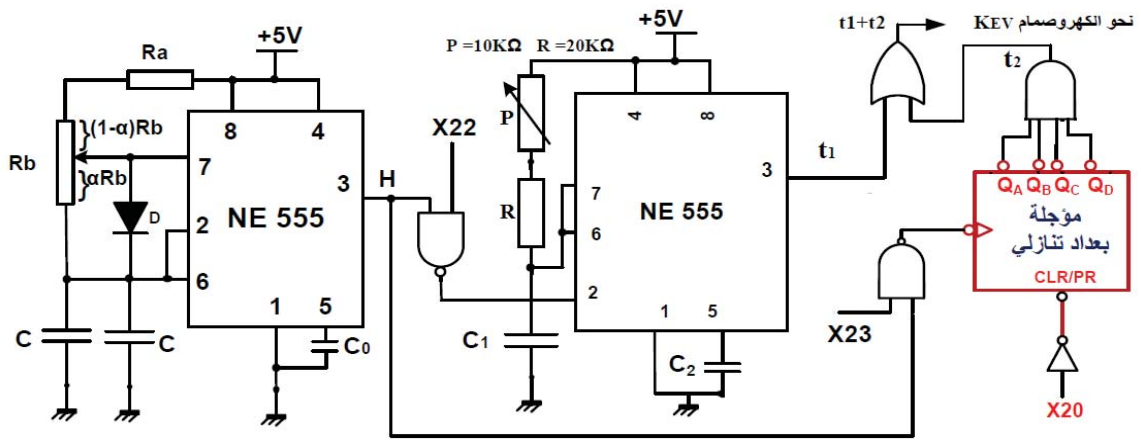 +5V
Ra
Rb
(1-α)Rb
αRb
D
C
C
8
4
7
2
6
3
1
5
NE 555
C0
H
X22
P =10KΩ R =20KΩ
+5V
P
R
4
8
7
6
2
3
1
5
NE 555
C1
C2
t1
t1+t2
نحو الكهروصمام KEV
t2
QA QB QC QD
مؤجلة
بعداد تنازلي
CLR/PR
X23
X20